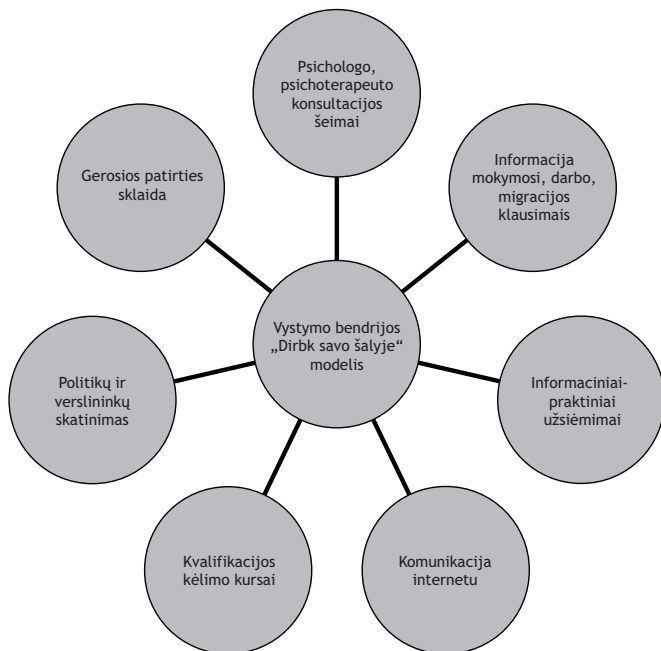 Psichologo,
psichoterapeuto
konsultacijos
šeimai
Informacija
mokymosi, darbo,
migracijos
klausimais
Informaciniai-
praktiniai
užsiėmimai
Komunikacija
internetu
Kvalifikacijos
kėlimo kursai
Politikų ir
verslininkų
skatinimas
Gerosios patirties
sklaida
Vystymo bendrijos
„Dirbk savo šalyje“
modelis